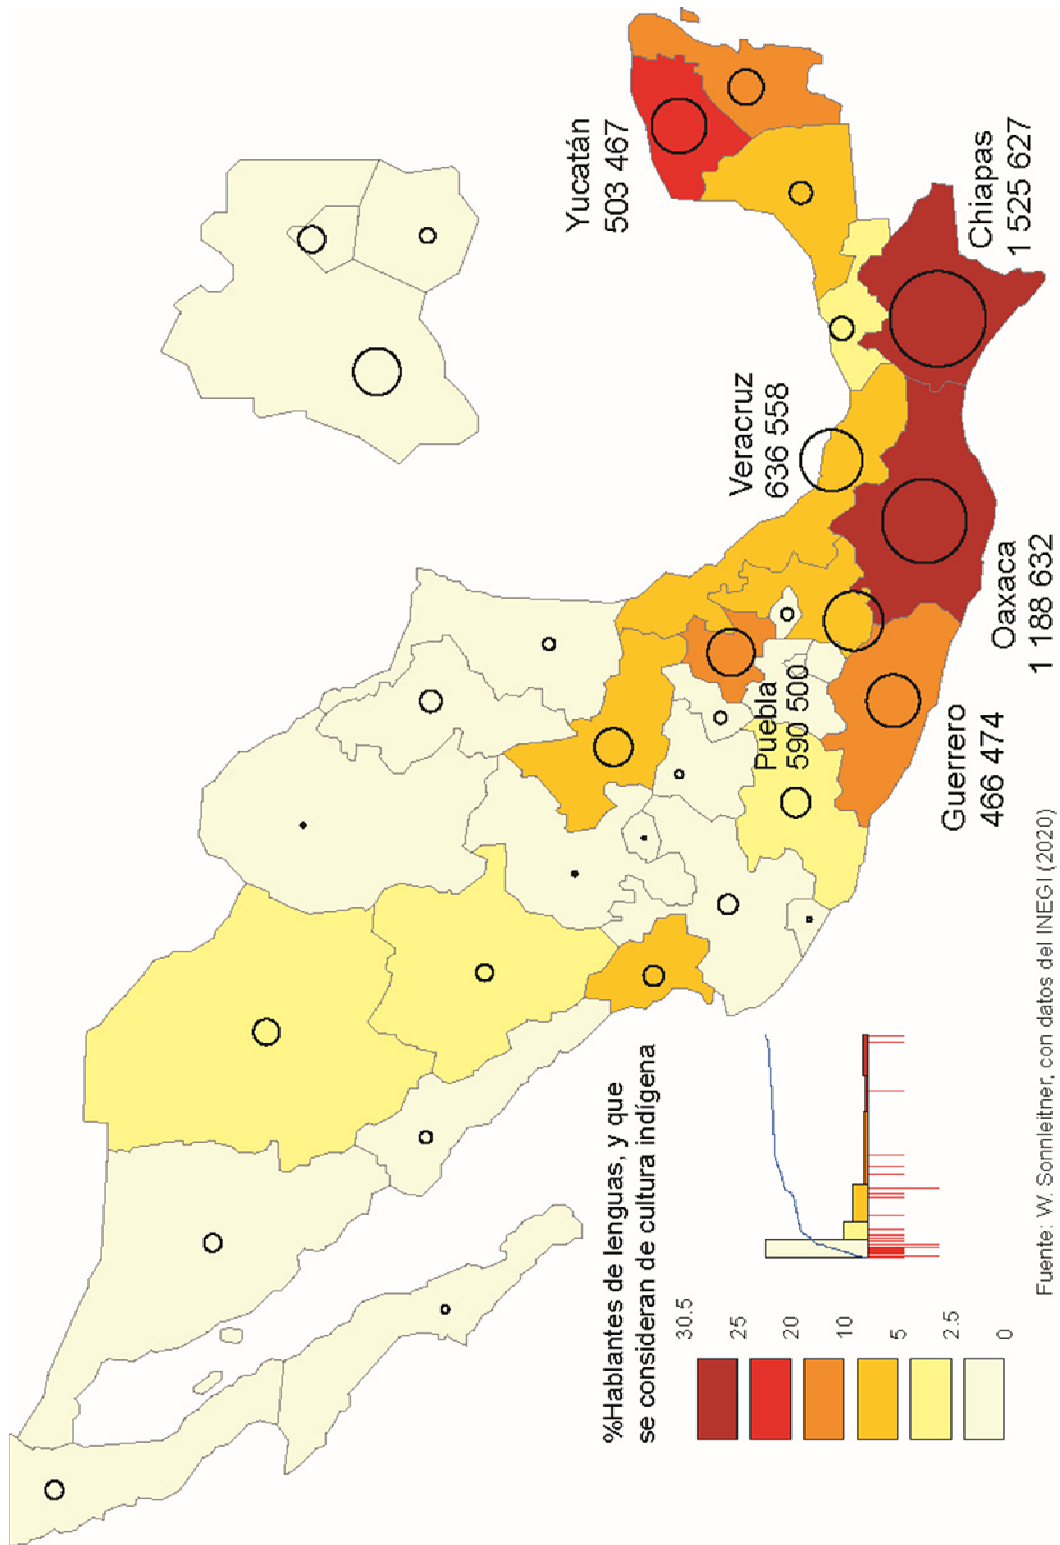 Yucatán
503 467
Veracruz
636 558
Chiapas
1 525 627
Puebla
590 500
Oaxaca
1 188 632
Guerrero
466 474
%Hablantes de lenguas, y que
se consideran de cultura indígena
30.5
25
20
10
5
2.5
0
Fuente: W. Sonnleitner, con datos del INEGI (2020)